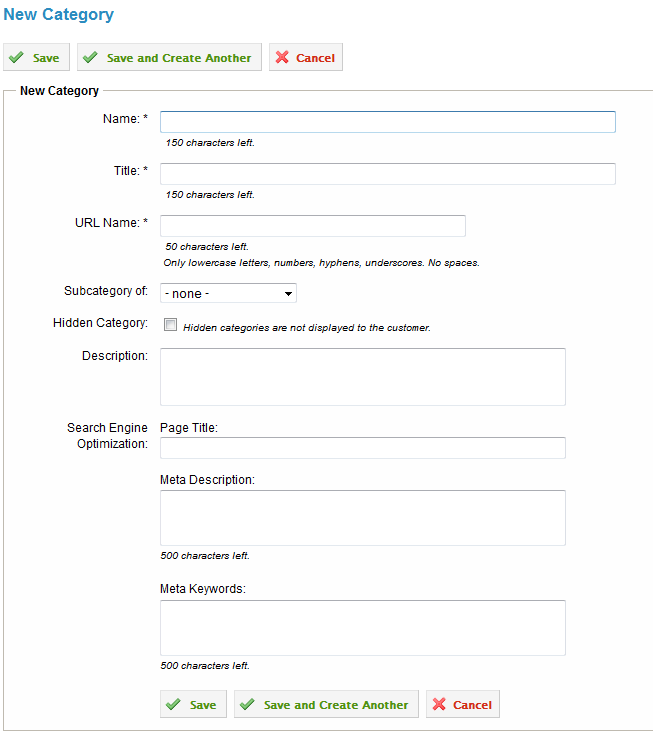 New Category
Save Save and Create Another Cancel
New Category
Name: *
150 characters left.
Title: *
150 characters left.
URL Name: *
50 characters left.
Only lowercase letters, numbers, hyphens, underscores. No spaces.
Subcategory of: - none -
Hidden Category: Hidden categories are not displayed to the customer.
Description:
Search Engine Page Title:
Optimization:
Meta Description:
500 characters left.
Meta Keywords:
500 characters left.
Save Save and Create Another Cancel